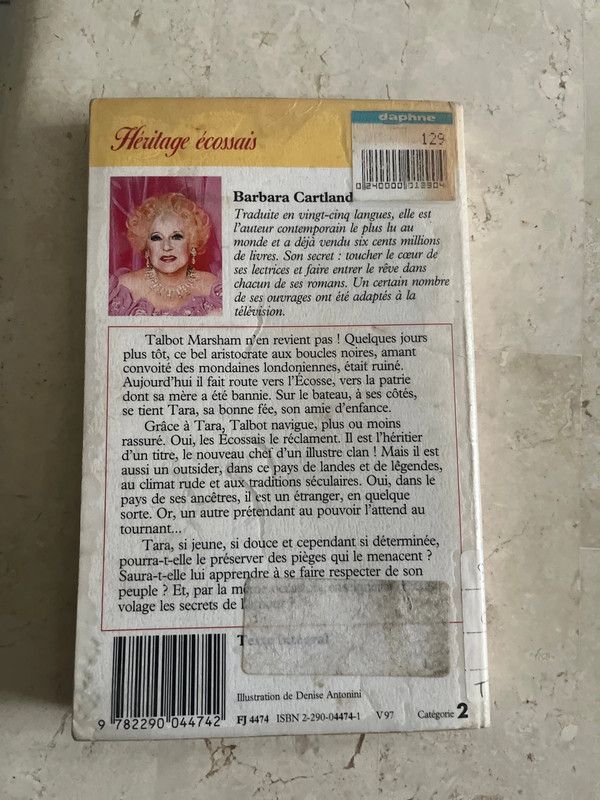 daphne
129
0240000013904
Héritage écossais
Barbara Cartland
Traduite en vingt-cinq langues, elle est
l'auteur contemporain le plus lu au
monde et a déjà vendu six cents millions
de livres. Son secret : toucher le cœur de
ses lectrices et faire entrer le rêve dans
chacun de ses romans. Un certain nombre
de ses ouvrages ont été adaptés à la
télévision.
Talbot Marsham n'en revient pas ! Quelques jours
plus tôt, ce bel aristocrate aux boucles noires, amant
convoité des mondaines londoniennes, était ruiné.
Aujourd'hui il fait route vers l'Écosse, vers la patrie
dont sa mère a été bannie. Sur le bateau, à ses côtés,
se tient Tara, sa bonne fée, son amie d'enfance.
Grâce à Tara, Talbot navigue, plus ou moins
rassuré. Oui, les Écossais le réclament. Il est l'héritier
d'un titre, le nouveau chef d'un illustre clan ! Mais il est
aussi un outsider, dans ce pays de landes et de légendes,
au climat rude et aux traditions séculaires. Oui, dans le
pays de ses ancêtres, il est un étranger, en quelque
sorte. Or, un autre prétendant au pouvoir l'attend au
tournant...
Tara, si jeune, si douce et cependant si déterminée,
pourra-t-elle le préserver des pièges qui le menacent ?
Saura-t-elle lui apprendre à se faire respecter de son
peuple ? Et, par la même
volage les secrets de l'amour ?
Texte intégral
Illustration de Denise Antonini
9 782290 044742
FJ 4474 ISBN 2-290-04474-1 V 97 Catégorie 2